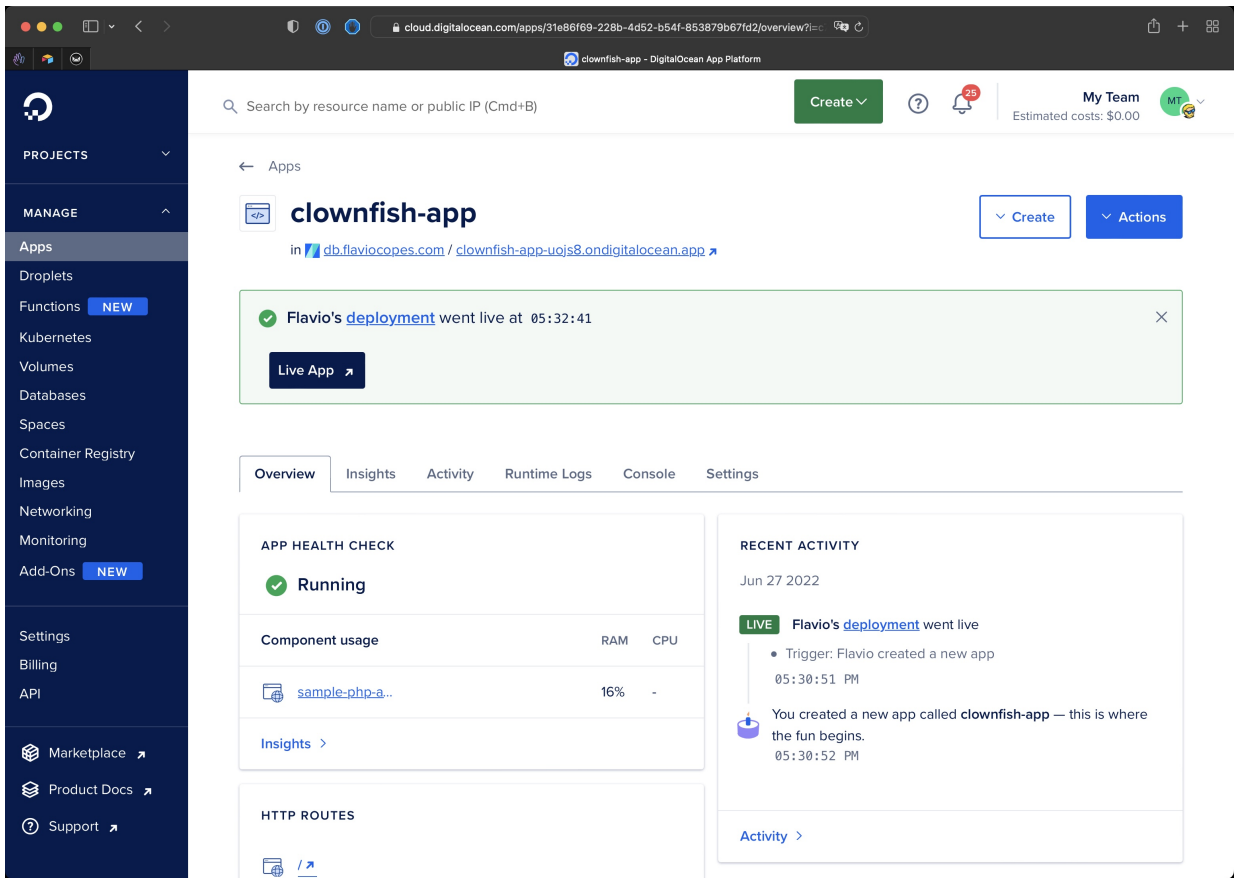 cloud.digitalocean.com/apps/31e86f69-228b-4d52-b54f-853879b67fd2/overview?i=c
clownfish-app - DigitalOcean App Platform
Search by resource name or public IP (Cmd+B)
Create
25
My Team
Estimated costs: $0.00
MT
PROJECTS
MANAGE
Apps
Droplets
Functions NEW
Kubernetes
Volumes
Databases
Spaces
Container Registry
Images
Networking
Monitoring
Add-Ons NEW
Settings
Billing
API
Marketplace
Product Docs
Support
Apps
clownfish-app
in db.flaviocopes.com / clownfish-app-uojs8.ondigitalocean.app
Create
Actions
Flavio's deployment went live at 05:32:41
Live App
Overview Insights Activity Runtime Logs Console Settings
APP HEALTH CHECK
Running
Component usage RAM CPU
sample-php-a... 16% -
Insights
HTTP ROUTES
/
RECENT ACTIVITY
Jun 27 2022
LIVE Flavio's deployment went live
Trigger: Flavio created a new app
05:30:51 PM
You created a new app called clownfish-app — this is where
the fun begins.
05:30:52 PM
Activity